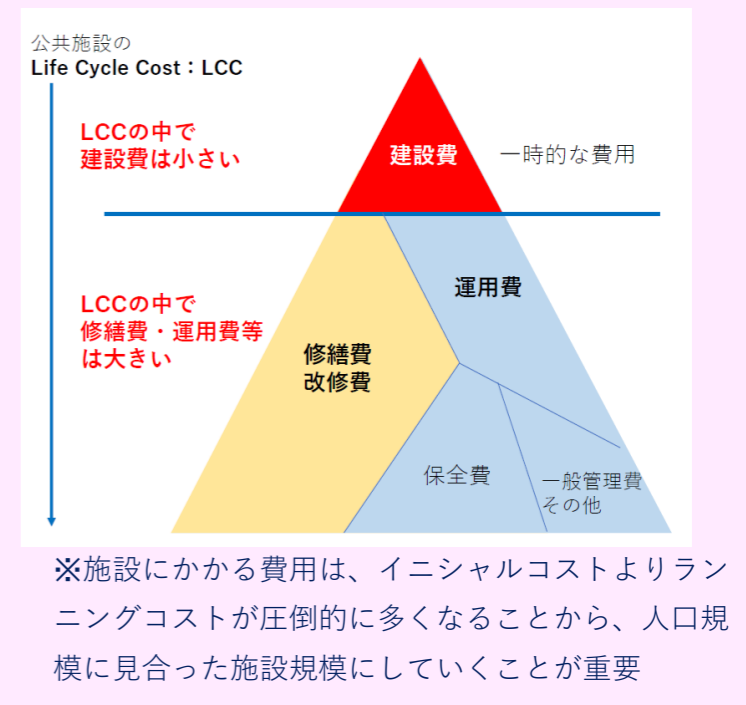 公共施設の
Life Cycle Cost：LCC
LCCの中で
建設費は小さい
建設費
一時的な費用
LCCの中で
修繕費・運用費等
は大きい
運用費
修繕費
改修費
保全費
一般管理費
その他
※施設にかかる費用は、イニシャルコストよりラン
ニングコストが圧倒的に多くなることから、人口規
模に見合った施設規模にしていくことが重要